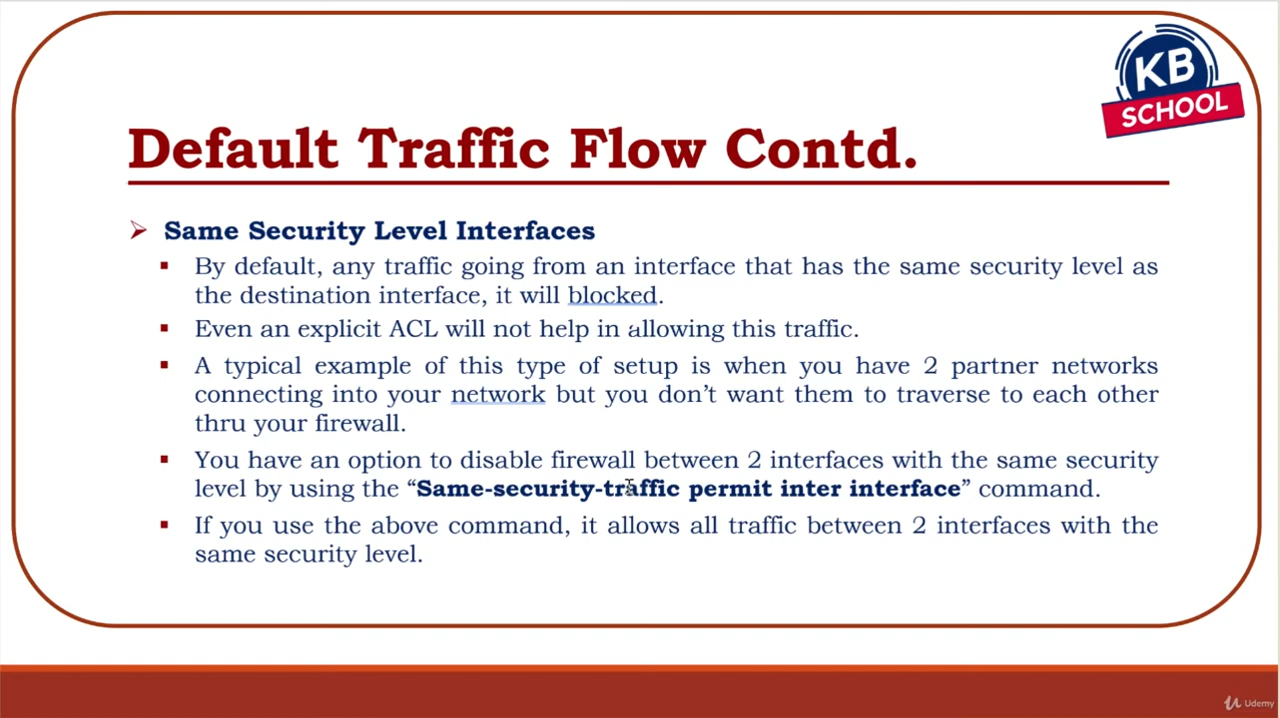 KB
SCHOOL
Default Traffic Flow Contd.
Same Security Level Interfaces
By default, any traffic going from an interface that has the same security level as
the destination interface, it will blocked.
Even an explicit ACL will not help in allowing this traffic.
A typical example of this type of setup is when you have 2 partner networks
connecting into your network but you don’t want them to traverse to each other
thru your firewall.
You have an option to disable firewall between 2 interfaces with the same security
level by using the “Same-security-traffic permit inter interface” command.
If you use the above command, it allows all traffic between 2 interfaces with the
same security level.
Udemy